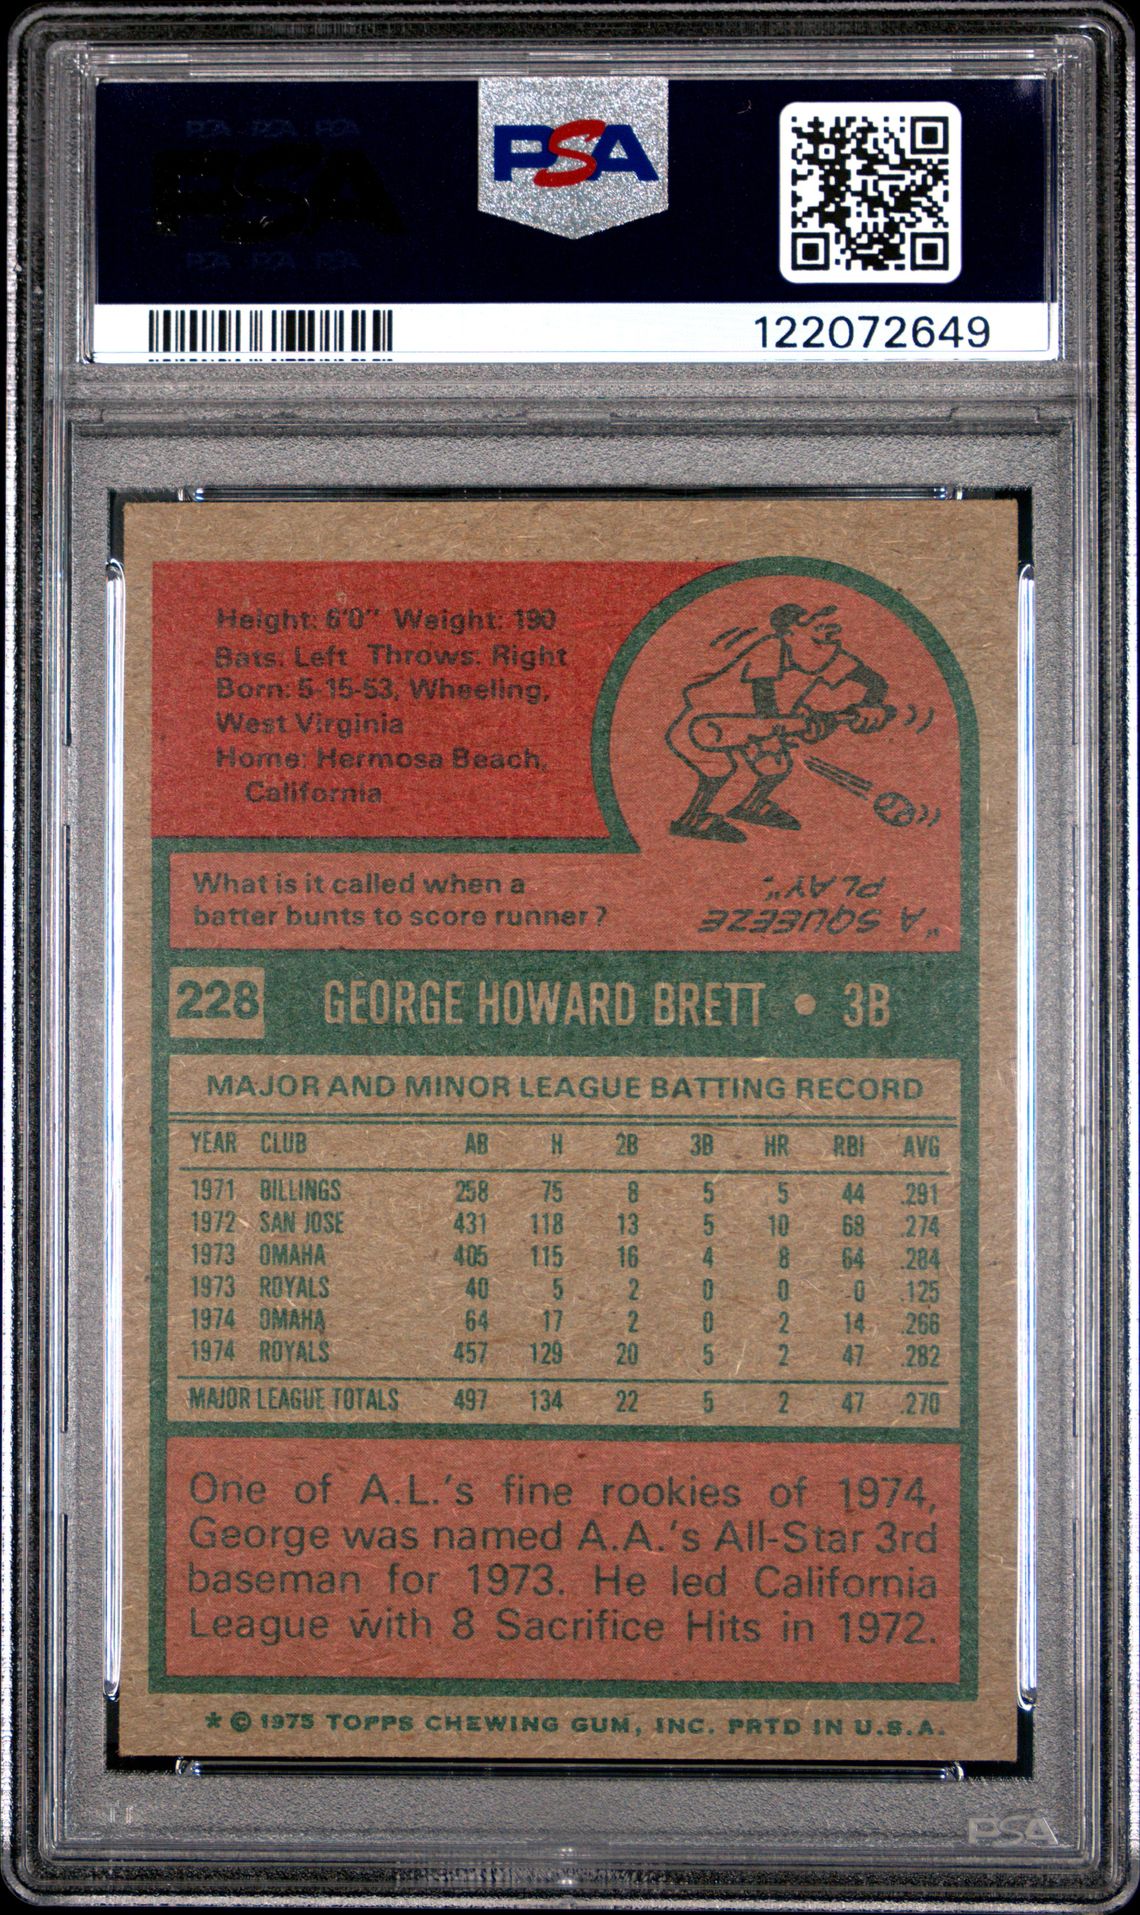 PSA PSA PSA
PSA
PSA
PSA PSA PSA
122072649
Height: 6'0" Weight: 190
Bats: Left Throws: Right
Born: 5-15-53, Wheeling,
West Virginia
Home: Hermosa Beach,
California
What is it called when a
batter bunts to score runner?
"A SQUEEZE
PLAY".
228 GEORGE HOWARD BRETT • 3B
MAJOR AND MINOR LEAGUE BATTING RECORD
YEAR CLUB AB H 2B 3B HR RBI AVG
1971 BILLINGS 258 75 8 5 5 44 .291
1972 SAN JOSE 431 118 13 5 10 68 .274
1973 OMAHA 405 115 16 4 8 64 .284
1973 ROYALS 40 5 2 0 0 0 .125
1974 OMAHA 64 17 2 0 2 14 .266
1974 ROYALS 457 129 20 5 2 47 .282
MAJOR LEAGUE TOTALS 497 134 22 5 2 47 .270
One of A.L.'s fine rookies of 1974,
George was named A.A.'s All-Star 3rd
baseman for 1973. He led California
League with 8 Sacrifice Hits in 1972.
* © 1975 TOPPS CHEWING GUM, INC. PRTD IN U.S.A.
PSA